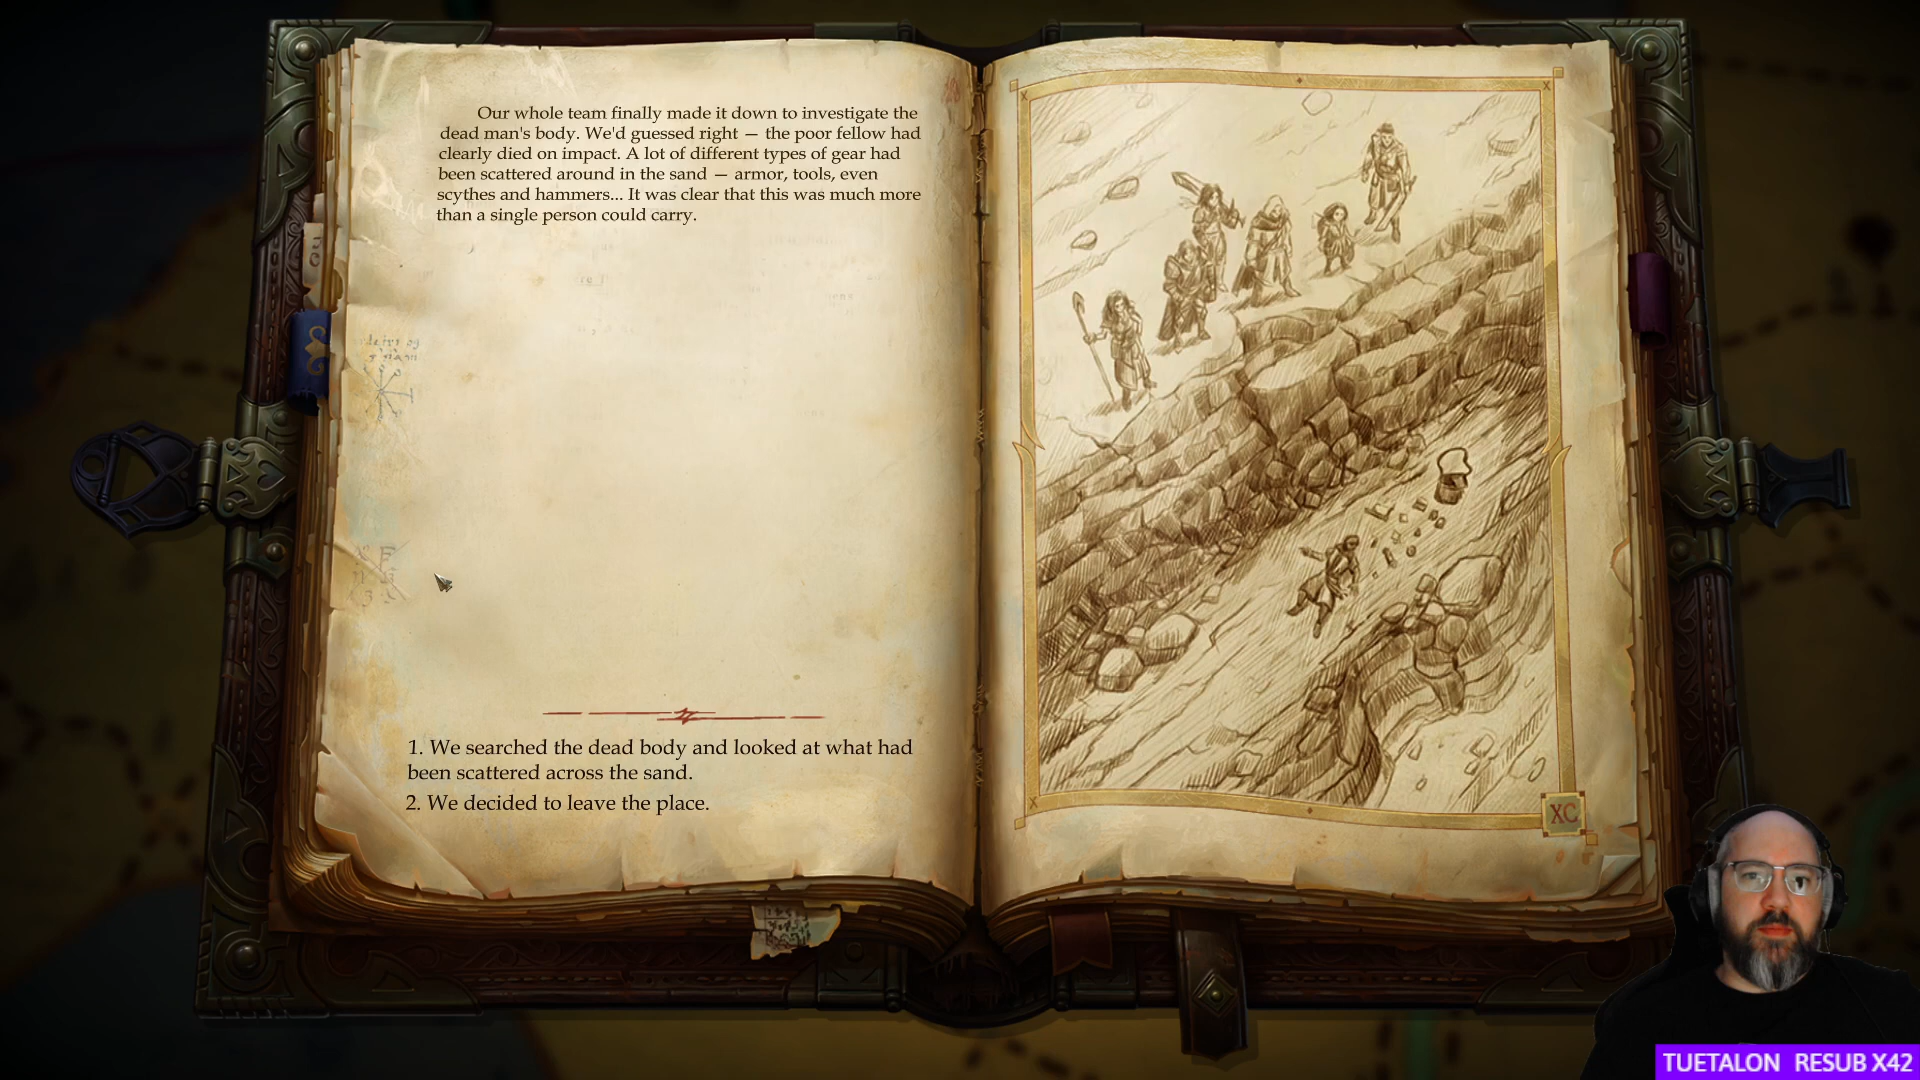 Our whole team finally made it down to investigate the
dead man's body. We'd guessed right — the poor fellow had
clearly died on impact. A lot of different types of gear had
been scattered around in the sand — armor, tools, even
scythes and hammers... It was clear that this was much more
than a single person could carry.
1. We searched the dead body and looked at what had
been scattered across the sand.
2. We decided to leave the place.
XC
TUETALON RESUB X42